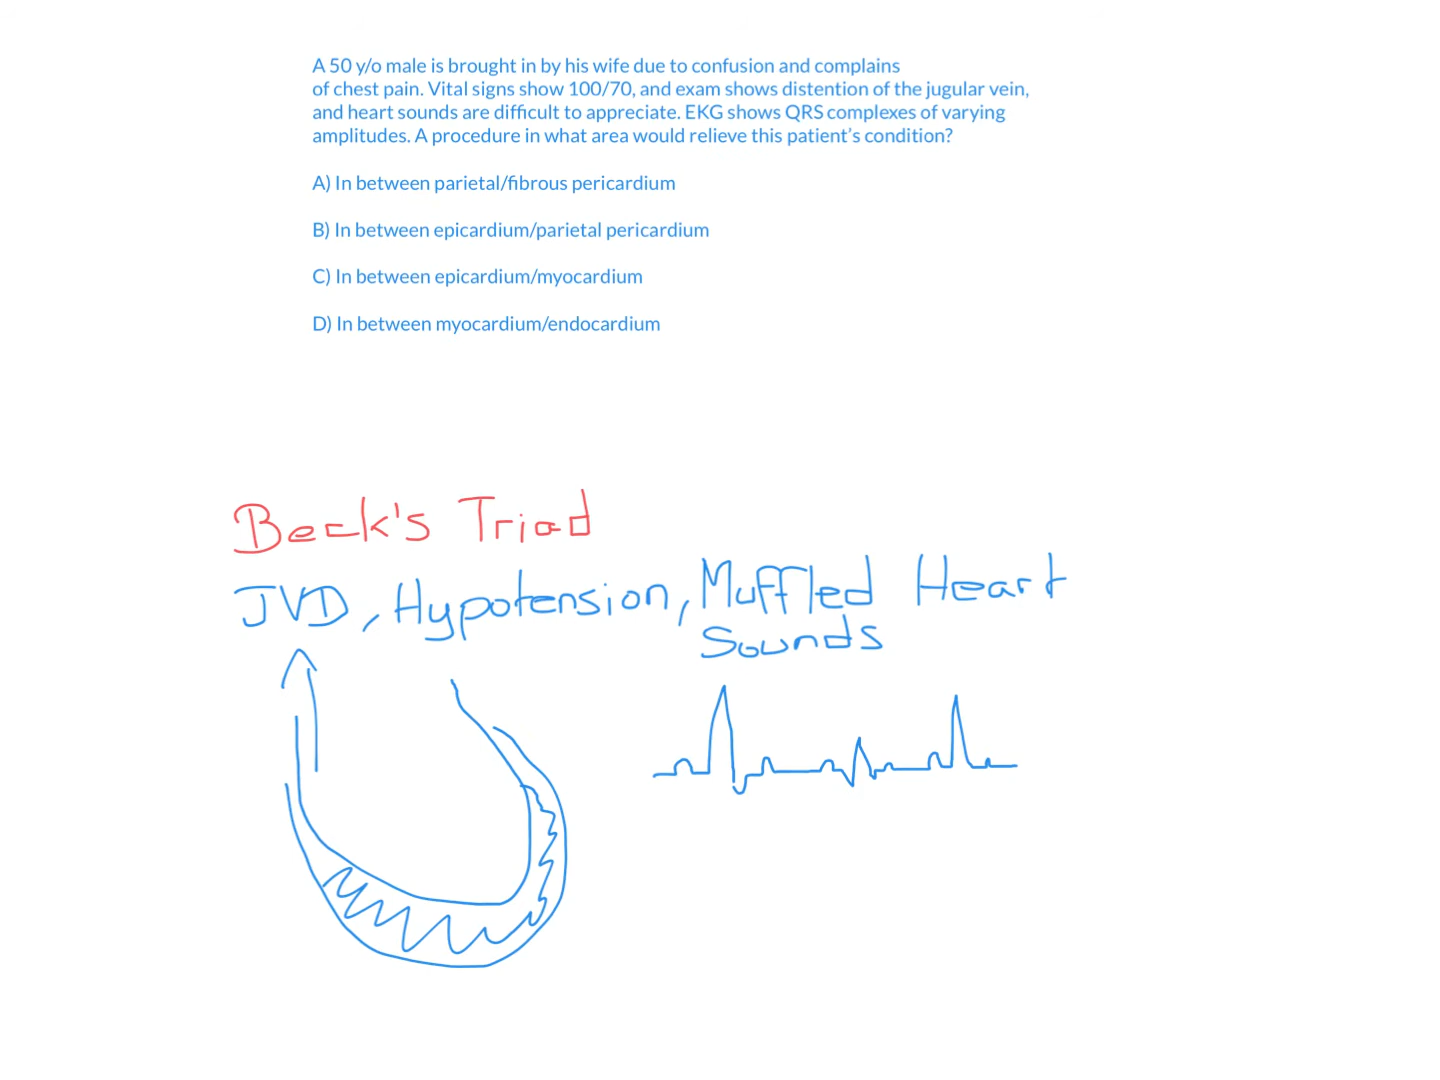 A 50 y/o male is brought in by his wife due to confusion and complains
of chest pain. Vital signs show 100/70, and exam shows distention of the jugular vein,
and heart sounds are difficult to appreciate. EKG shows QRS complexes of varying
amplitudes. A procedure in what area would relieve this patient's condition?
A) In between parietal/fibrous pericardium
B) In between epicardium/parietal pericardium
C) In between epicardium/myocardium
D) In between myocardium/endocardium
Beck's Triad
JVD, Hypotension, Muffled Heart
Sounds